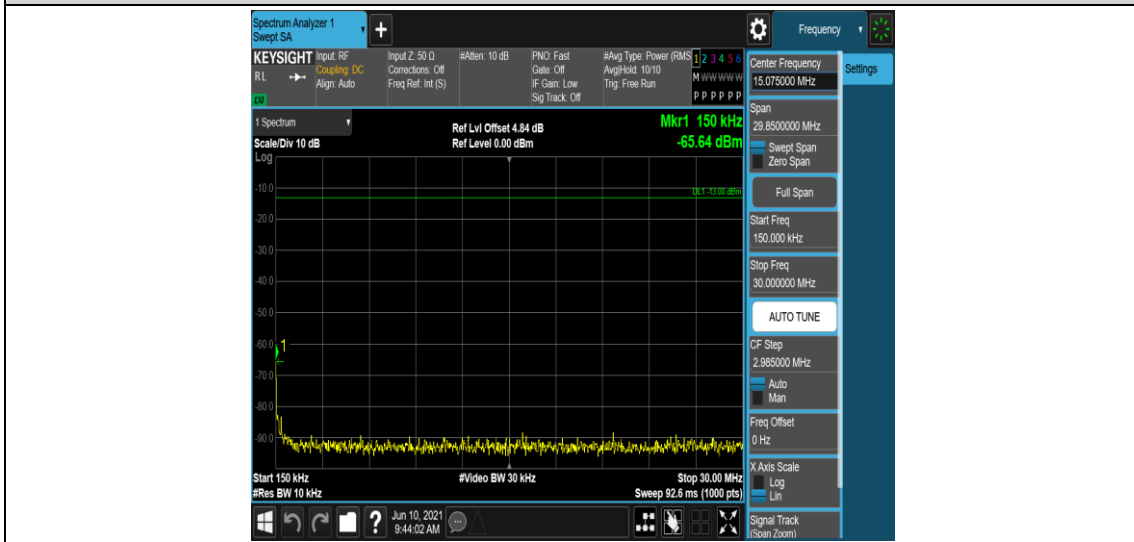 Spectrum Analyzer 1
Swept SA
+
Frequency
KEYSIGHT
RL
LXI
Input: RF
Coupling: DC
Align: Auto
Input Z: 50 Ω
Corrections: Off
Freq Ref: Int (S)
#Atten: 10 dB
PNO: Fast
Gate: Off
IF Gain: Low
Sig Track: Off
#Avg Type: Power (RMS
Avg|Hold: 10/10
Trig: Free Run
1 2 3 4 5 6
M W W W W W
P P P P P P
1 Spectrum
Scale/Div 10 dB
Log
Ref Lvl Offset 4.84 dB
Ref Level 0.00 dBm
Mkr1 150 kHz
-65.64 dBm
DL1 -13.00 dBm
-10.0
-20.0
-30.0
-40.0
-50.0
-60.0
1
-70.0
-80.0
-90.0
Start 150 kHz
#Res BW 10 kHz
#Video BW 30 kHz
Stop 30.00 MHz
Sweep 92.6 ms (1000 pts)
Center Frequency
15.075000 MHz
Settings
Span
29.8500000 MHz
Swept Span
Zero Span
Full Span
Start Freq
150.000 kHz
Stop Freq
30.000000 MHz
AUTO TUNE
CF Step
2.985000 MHz
Auto
Man
Freq Offset
0 Hz
X Axis Scale
Log
Lin
Signal Track
(Span Zoom)
?
Jun 10, 2021
9:44:02 AM